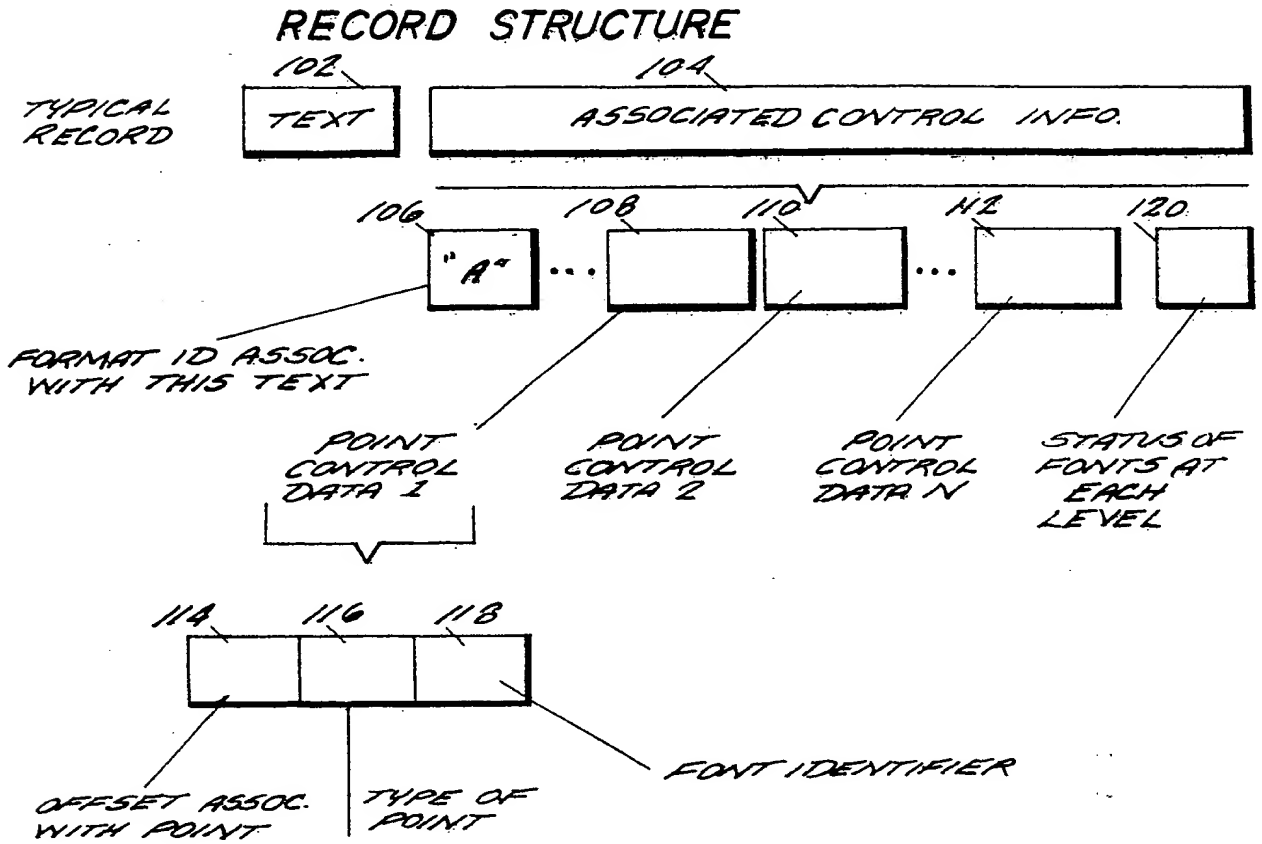 RECORD STRUCTURE
102
104
TYPICAL
RECORD
TEXT
ASSOCIATED CONTROL INFO.
106
108
110
112
120
"A"
...
...
FORMAT ID ASSOC.
WITH THIS TEXT
POINT
CONTROL
DATA 1
POINT
CONTROL
DATA 2
POINT
CONTROL
DATA N
STATUS OF
FONTS AT
EACH
LEVEL
114
116
118
OFFSET ASSOC.
WITH POINT
TYPE OF
POINT
FONT IDENTIFIER